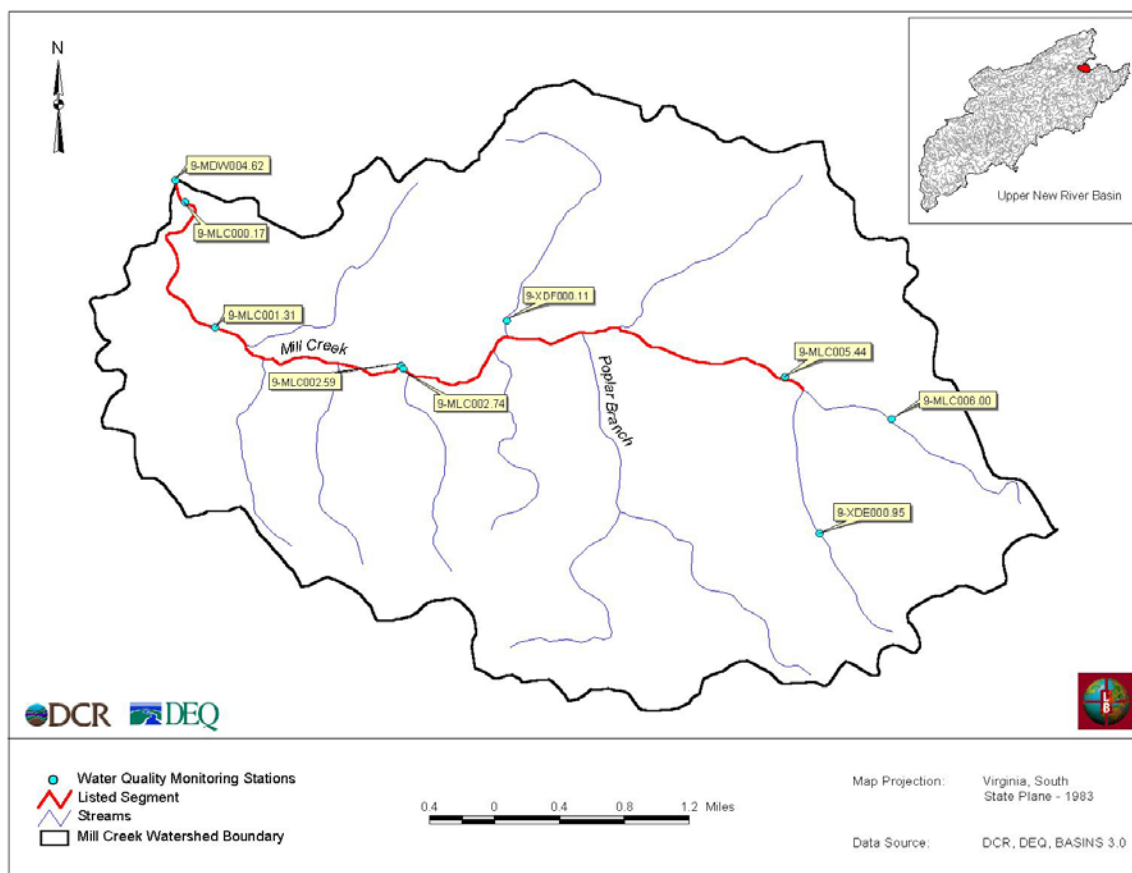 N
Upper New River Basin
9-MDW004.62
9-MLC000.17
9-XDF000.11
9-MLC001.31
Mill Creek
9-MLC002.59
9-MLC002.74
Poplar Branch
9-MLC005.44
9-MLC006.00
9-XDE000.95
DCR DEQ
L
B
Water Quality Monitoring Stations
Listed Segment
Streams
Mill Creek Watershed Boundary
0.4 0 0.4 0.8 1.2 Miles
Map Projection: Virginia, South
State Plane - 1983
Data Source: DCR, DEQ, BASINS 3.0